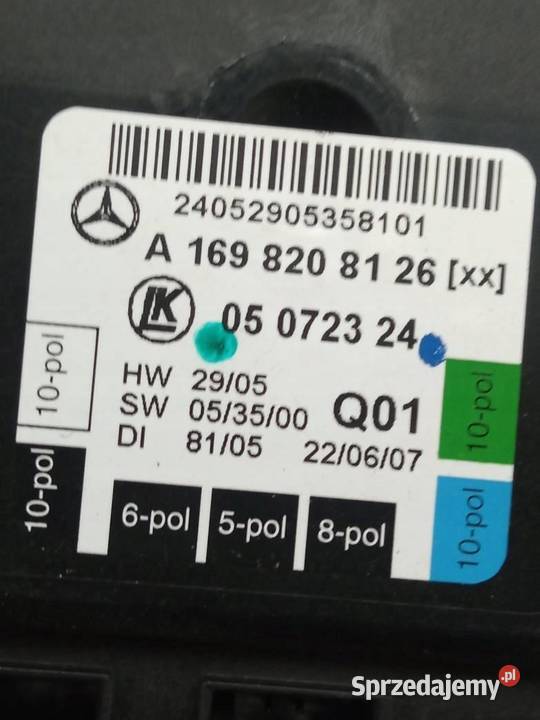 24052905358101
A 169 820 81 26 [xx]
LK
05 0723 24
HW 29/05
SW 05/35/00
DI 81/05
Q01
22/06/07
10-pol
10-pol
10-pol
10-pol
6-pol
5-pol
8-pol
Sprzedajemy.pl